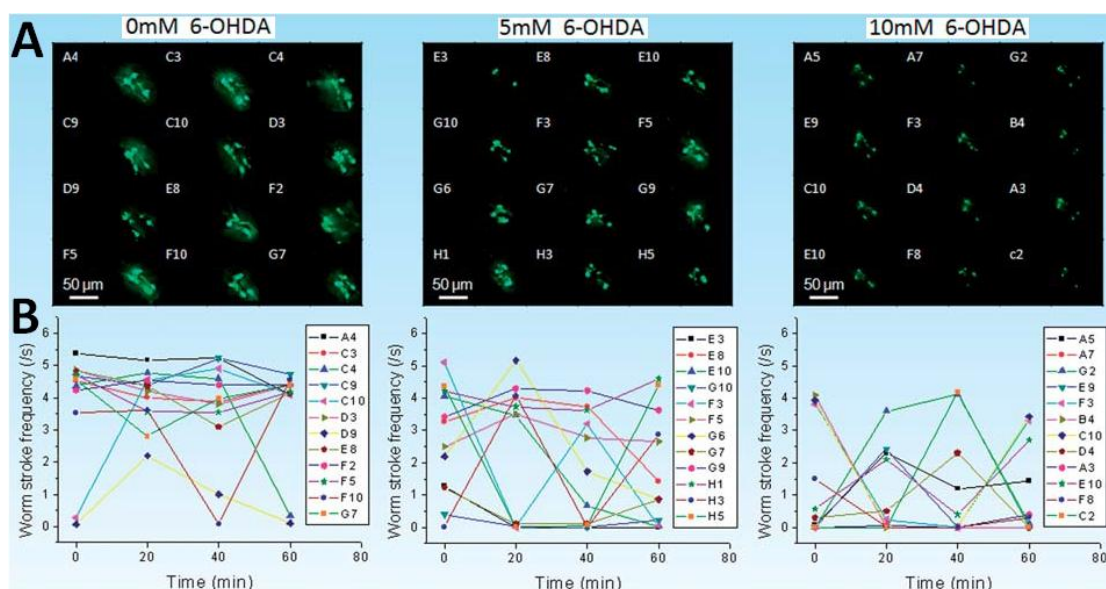 A
0mM 6-OHDA
5mM 6-OHDA
10mM 6-OHDA
A4 C3 C4
C9 C10 D3
D9 E8 F2
F5 F10 G7
50 µm
E3 E8 E10
G10 F3 F5
G6 G7 G9
H1 H3 H5
50 µm
A5 A7 G2
E9 F3 B4
C10 D4 A3
E10 F8 c2
50 µm
B
Worm stroke frequency (/s)
6
5
4
3
2
1
0
0 20 40 60 80
Time (min)
A4
C3
C4
C9
C10
D3
D9
E8
F2
F5
F10
G7
Worm stroke frequency (/s)
6
5
4
3
2
1
0
0 20 40 60 80
Time (min)
E3
E8
E10
G10
F3
F5
G6
G7
G9
H1
H3
H5
Worm stroke frequency (/s)
6
5
4
3
2
1
0
0 20 40 60 80
Time (min)
A5
A7
G2
E9
F3
B4
C10
D4
A3
E10
F8
C2